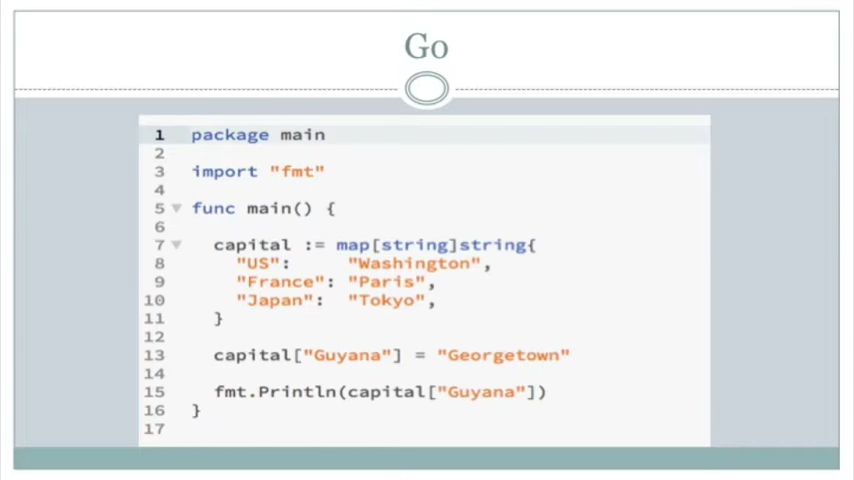 Go
1 package main
2
3 import "fmt"
4
5 func main() {
6
7 capital := map[string]string{
8 "US": "Washington",
9 "France": "Paris",
10 "Japan": "Tokyo",
11 }
12
13 capital["Guyana"] = "Georgetown"
14
15 fmt.Println(capital["Guyana"])
16 }
17